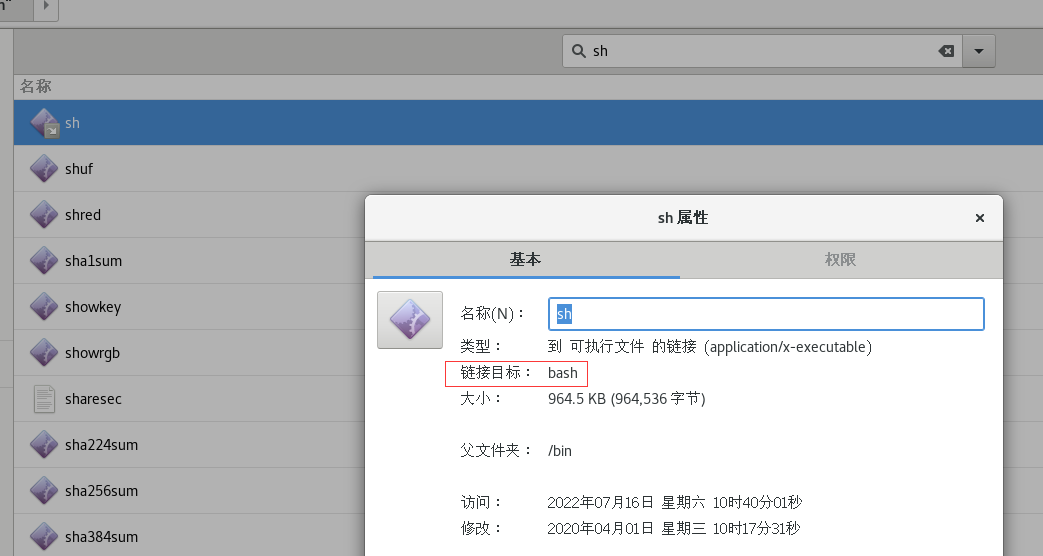 sh
名称
sh
shuf
shred
sha1sum
showkey
showrgb
sharesec
sha224sum
sha256sum
sha384sum
sh 属性
基本
权限
名称(N)： sh
类型： 到 可执行文件 的链接 (application/x-executable)
链接目标： bash
大小： 964.5 KB (964,536 字节)
父文件夹： /bin
访问： 2022年07月16日 星期六 10时40分01秒
修改： 2020年04月01日 星期三 10时17分31秒